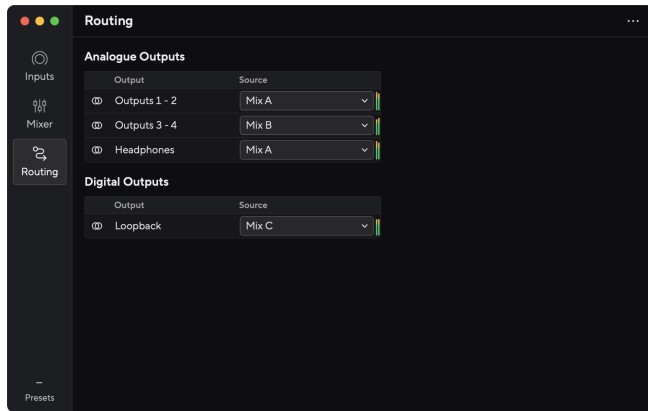 Routing
...
Inputs
Mixer
Routing
Presets
Analogue Outputs
Output Source
Outputs 1 - 2 Mix A
Outputs 3 - 4 Mix B
Headphones Mix A
Digital Outputs
Output Source
Loopback Mix C